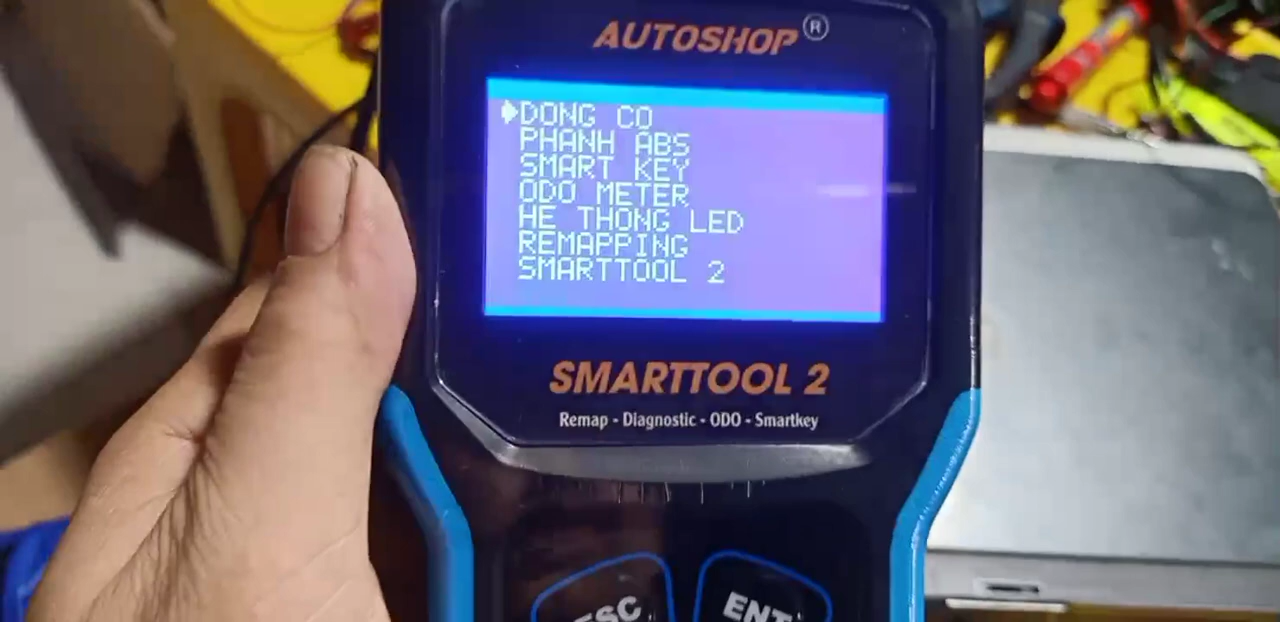 AUTOSHOP®
DONG CO
PHANH ABS
SMART KEY
ODO METER
HE THONG LED
REMAPPING
SMARTTOOL 2
SMARTTOOL 2
Remap - Diagnostic - ODO - Smartkey
ESC
ENT